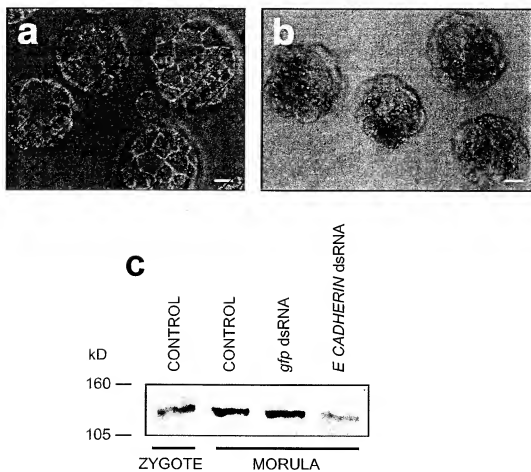 a
b
c
CONTROL
CONTROL
gfp dsRNA
E CADHERIN dsRNA
kD
160
105
ZYGOTE
MORULA